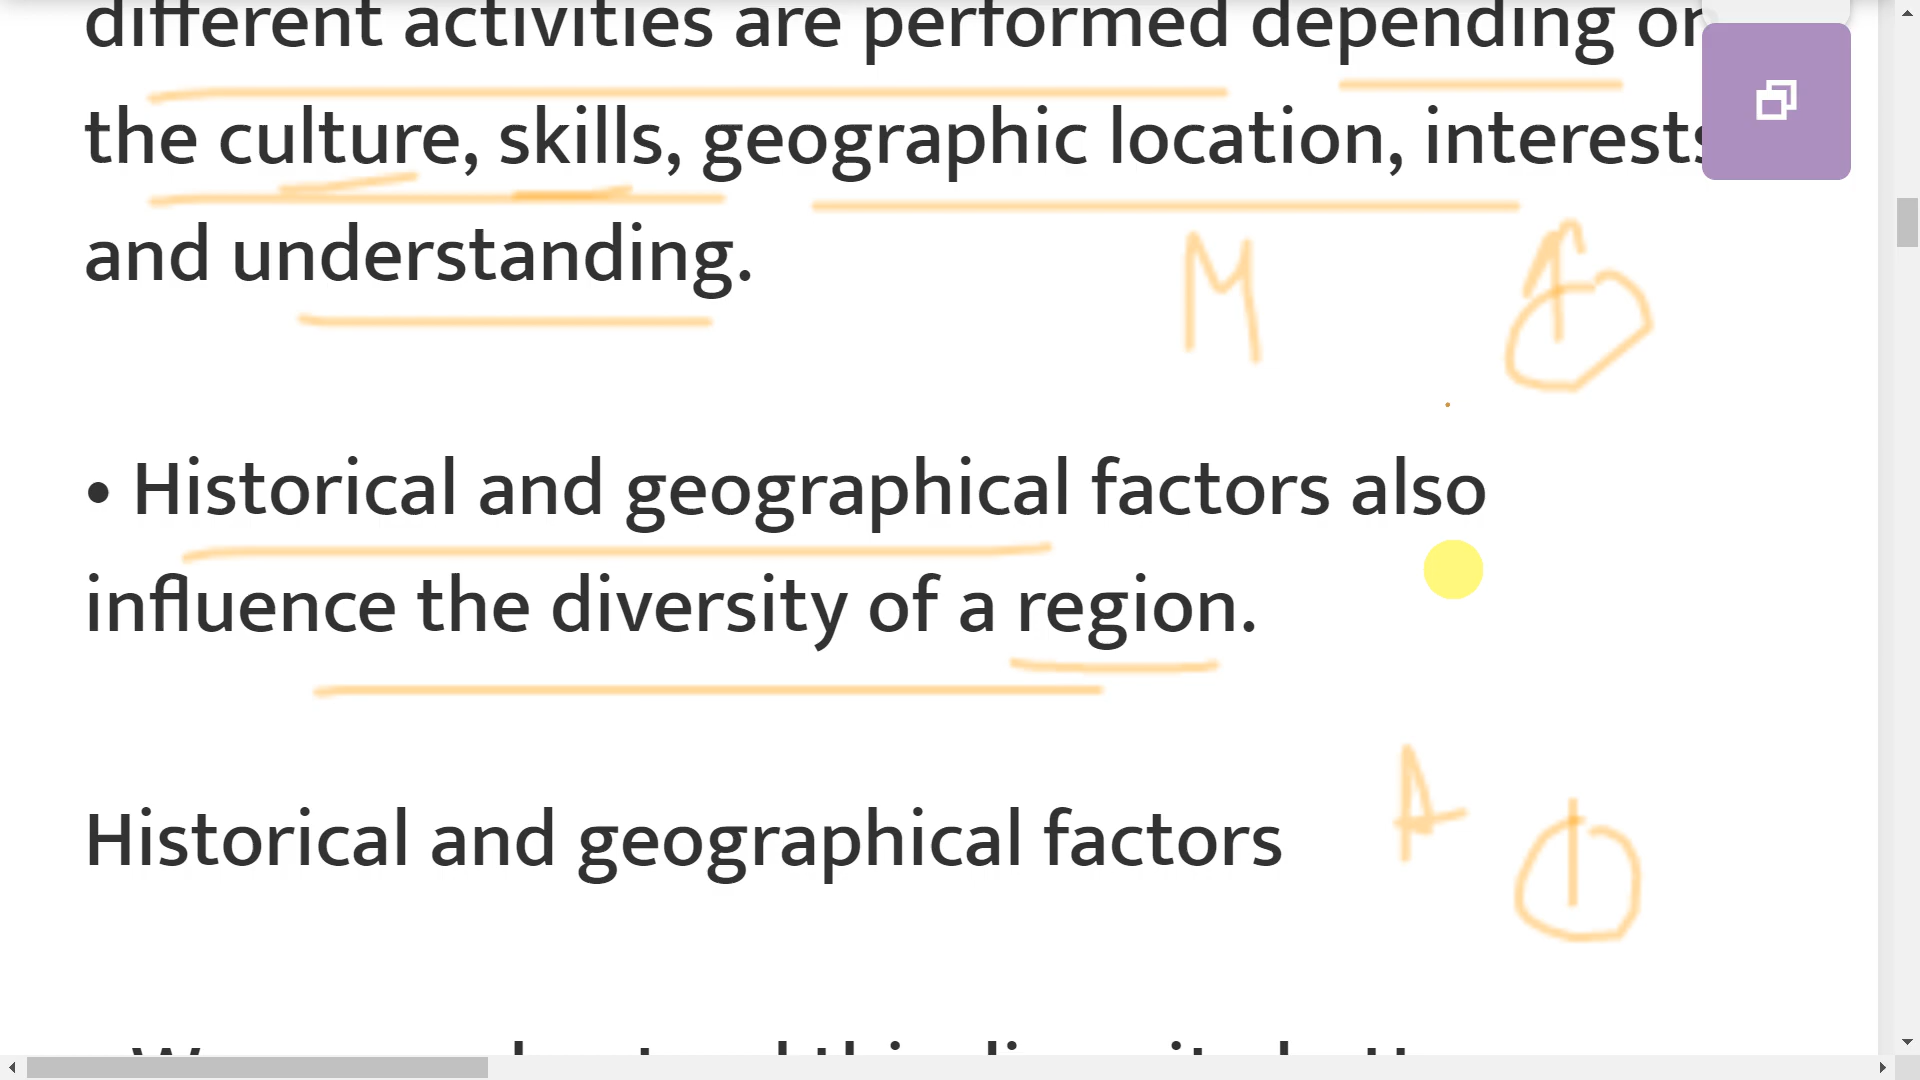 different activities are performed depending on
the culture, skills, geographic location, interests
and understanding.
M
• Historical and geographical factors also
influence the diversity of a region.
A
Historical and geographical factors